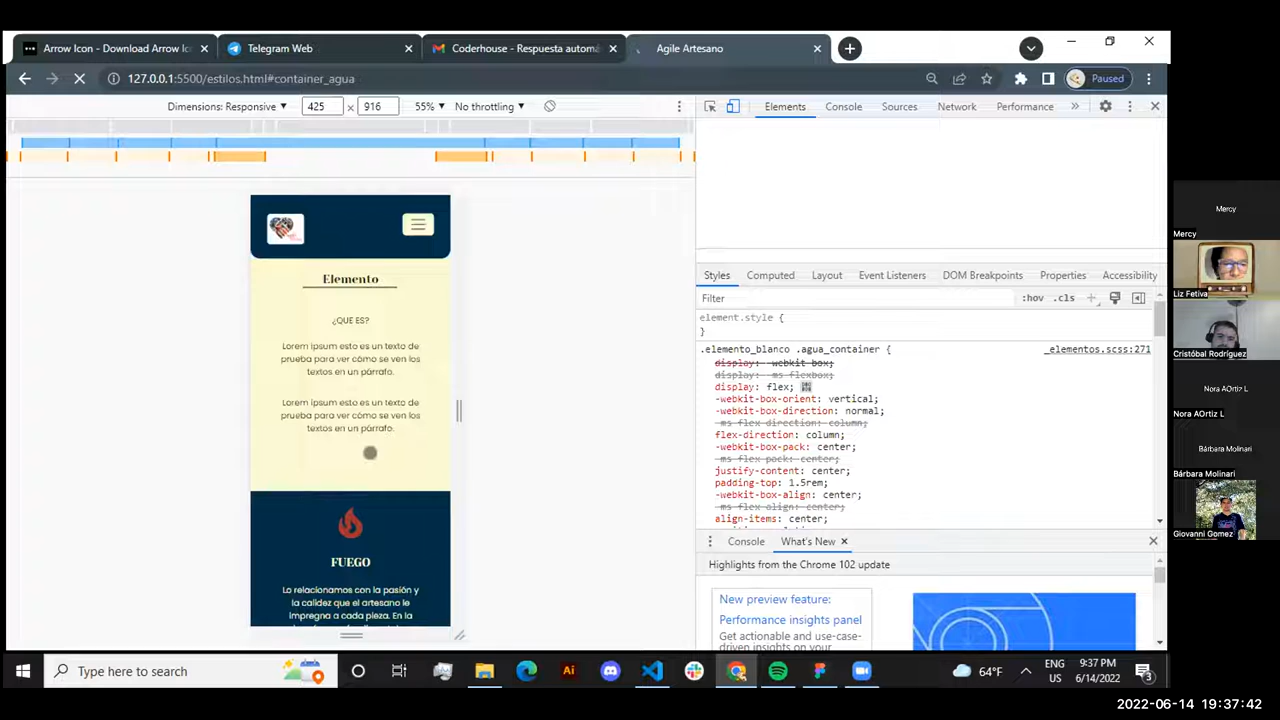 Arrow Icon - Download Arrow Ic
Telegram Web
Coderhouse - Respuesta automá
Agile Artesano
127.0.0.1:5500/estilos.html#container_agua
Paused
Dimensions: Responsive
425
x
916
55%
No throttling
Elements
Console
Sources
Network
Performance
»
Elemento
¿QUE ES?
Lorem ipsum esto es un texto de
prueba para ver cómo se ven los
textos en un párrafo.
Lorem ipsum esto es un texto de
prueba para ver cómo se ven los
textos en un párrafo.
FUEGO
Lo relacionamos con la pasión y
la calidez que el artesano le
impregna a cada pieza. En la
Styles
Computed
Layout
Event Listeners
DOM Breakpoints
Properties
Accessibility
Filter
:hov
.cls
element.style {
}
.elemento_blanco .agua_container {
_elementos.scss:271
display: -webkit-box;
display: -ms-flexbox;
display: flex;
-webkit-box-orient: vertical;
-webkit-box-direction: normal;
-ms-flex-direction: column;
flex-direction: column;
-webkit-box-pack: center;
-ms-flex-pack: center;
justify-content: center;
padding-top: 1.5rem;
-webkit-box-align: center;
-ms-flex-align: center;
align-items: center;
Console
What's New
Highlights from the Chrome 102 update
New preview feature:
Performance insights panel
Get actionable and use-case-
driven insights on your
Mercy
Mercy
Liz Fetiva
Cristóbal Rodríguez
Nora AOrtiz L
Nora AOrtiz L
Bárbara Molinari
Bárbara Molinari
Giovanni Gomez
Type here to search
Ai
64°F
ENG
US
9:37 PM
6/14/2022
3
2022-06-14 19:37:42